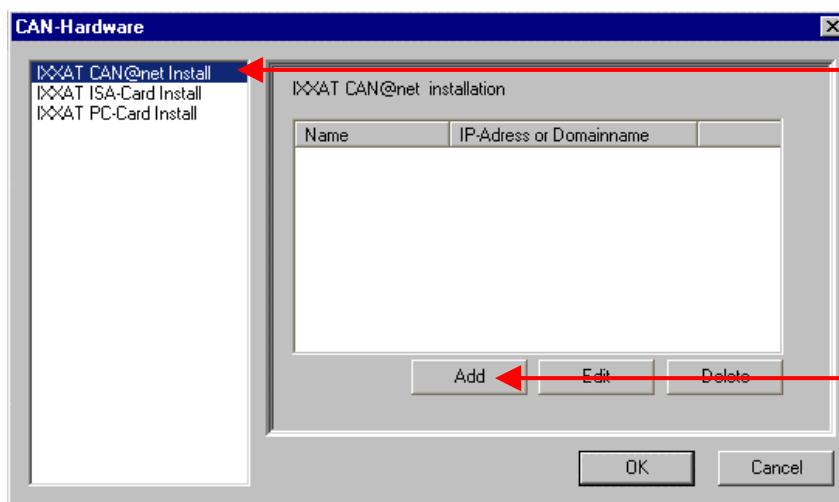 CAN-Hardware
IXXAT CAN@net Install
IXXAT ISA-Card Install
IXXAT PC-Card Install
IXXAT CAN@net installation
Name IP-Adress or Domainname
Add Edit Delete
OK Cancel